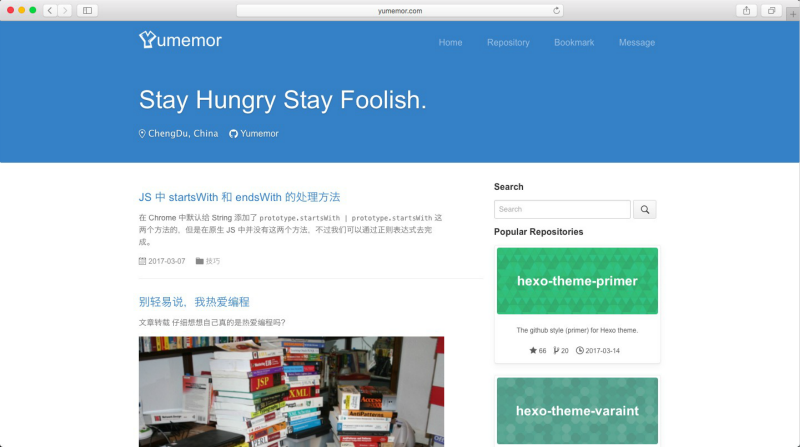 yumemor.com
Yumemor
Home Repository Bookmark Message
Stay Hungry Stay Foolish.
ChengDu, China Yumemor
JS 中 startsWith 和 endsWith 的处理方法
在 Chrome 中默认给 String 添加了 prototype.startsWith | prototype.startsWith 这
两个方法的，但是在原生 JS 中并没有这两个方法，不过我们可以通过正则表达式去完
成。
2017-03-07 技巧
别轻易说，我热爱编程
文章转载 仔细想想自己真的是热爱编程吗?
JSP
XML
PERL
Access
AntiPatterns
Search
Search
Popular Repositories
hexo-theme-primer
The github style (primer) for Hexo theme.
66 20 2017-03-14
hexo-theme-varaint